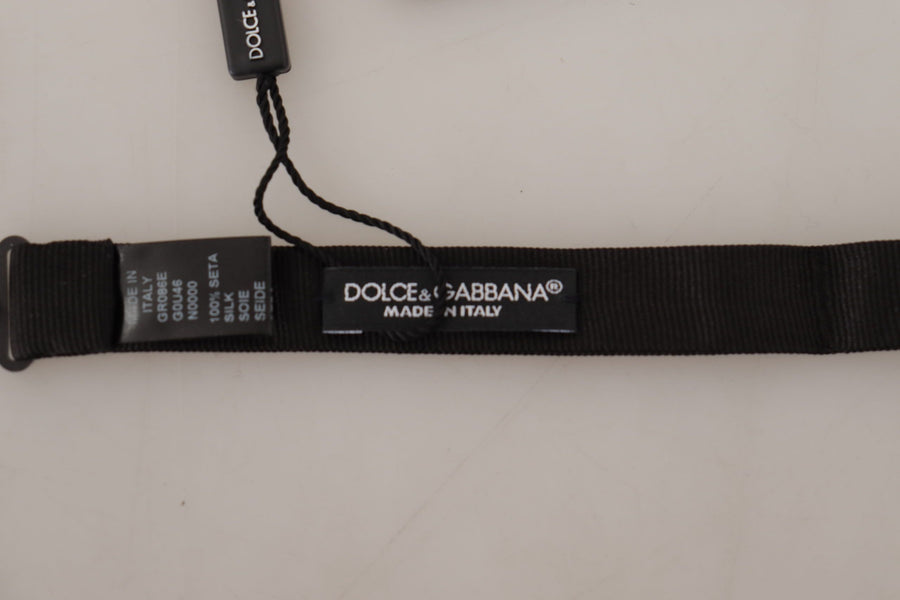 DOLCE &
DOLCE & GABBANA®
MADE IN ITALY
MADE IN
ITALY
GR086E
G0U46
N0000
100% SETA
SILK
SOIE
SEIDE